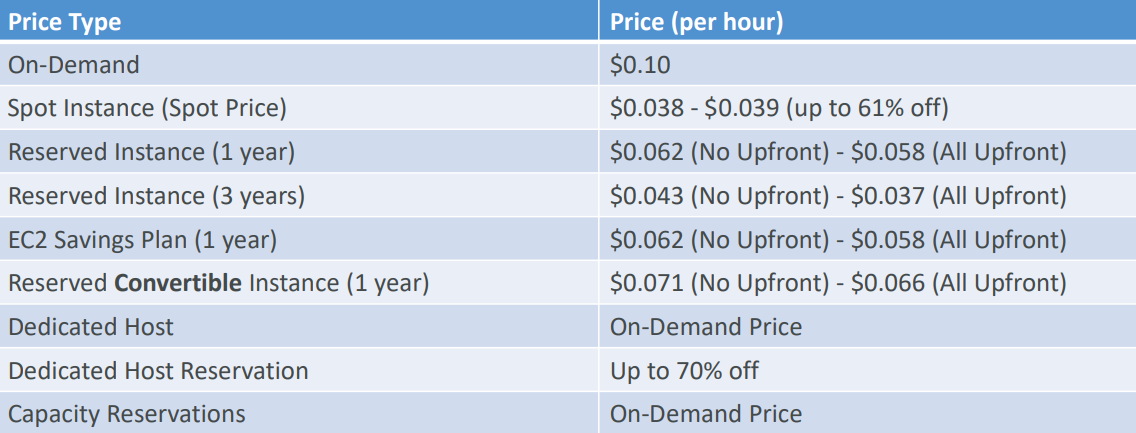 Price Type Price (per hour)
On-Demand $0.10
Spot Instance (Spot Price) $0.038 - $0.039 (up to 61% off)
Reserved Instance (1 year) $0.062 (No Upfront) - $0.058 (All Upfront)
Reserved Instance (3 years) $0.043 (No Upfront) - $0.037 (All Upfront)
EC2 Savings Plan (1 year) $0.062 (No Upfront) - $0.058 (All Upfront)
Reserved Convertible Instance (1 year) $0.071 (No Upfront) - $0.066 (All Upfront)
Dedicated Host On-Demand Price
Dedicated Host Reservation Up to 70% off
Capacity Reservations On-Demand Price